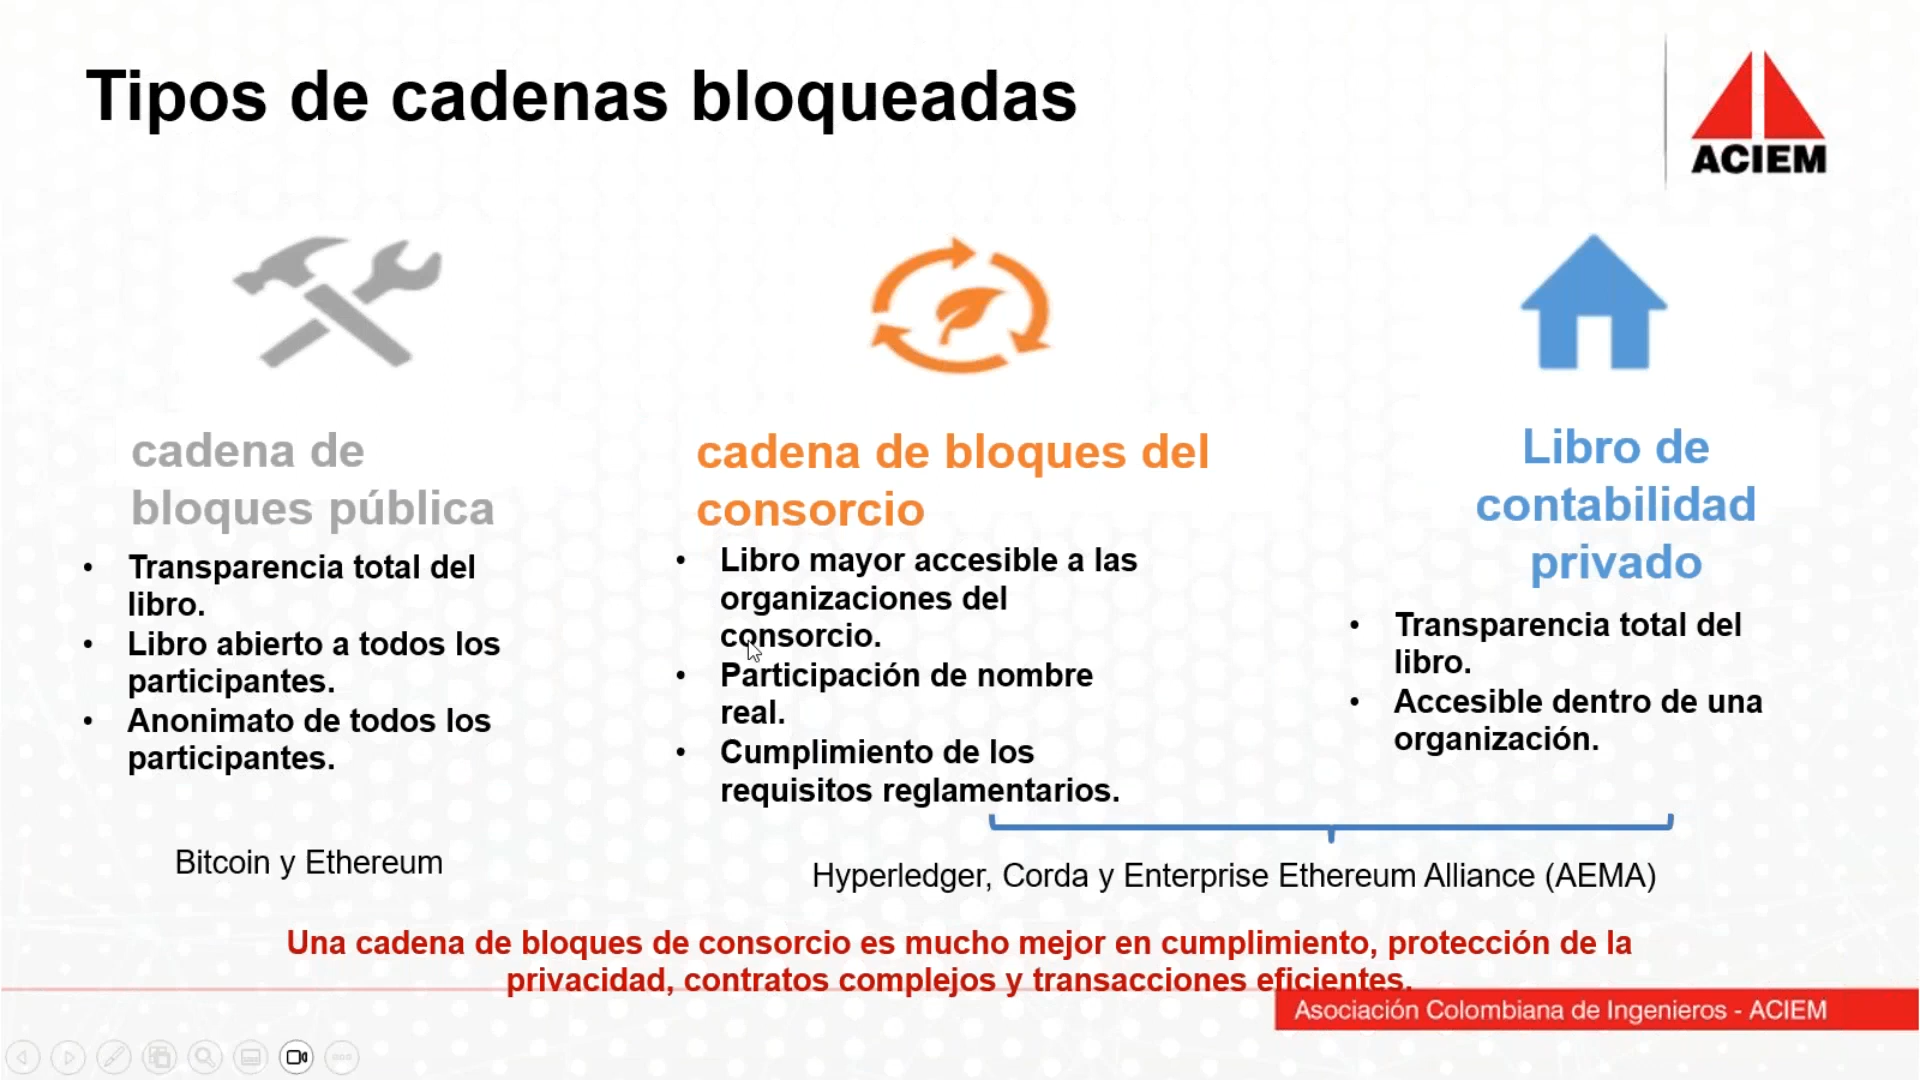 Tipos de cadenas bloqueadas
ACIEM
cadena de
bloques pública
• Transparencia total del
libro.
• Libro abierto a todos los
participantes.
• Anonimato de todos los
participantes.
Bitcoin y Ethereum
cadena de bloques del
consorcio
• Libro mayor accesible a las
organizaciones del
consorcio.
• Participación de nombre
real.
• Cumplimiento de los
requisitos reglamentarios.
Libro de
contabilidad
privado
• Transparencia total del
libro.
• Accesible dentro de una
organización.
Hyperledger, Corda y Enterprise Ethereum Alliance (AEMA)
Una cadena de bloques de consorcio es mucho mejor en cumplimiento, protección de la
privacidad, contratos complejos y transacciones eficientes.
Asociación Colombiana de Ingenieros - ACIEM